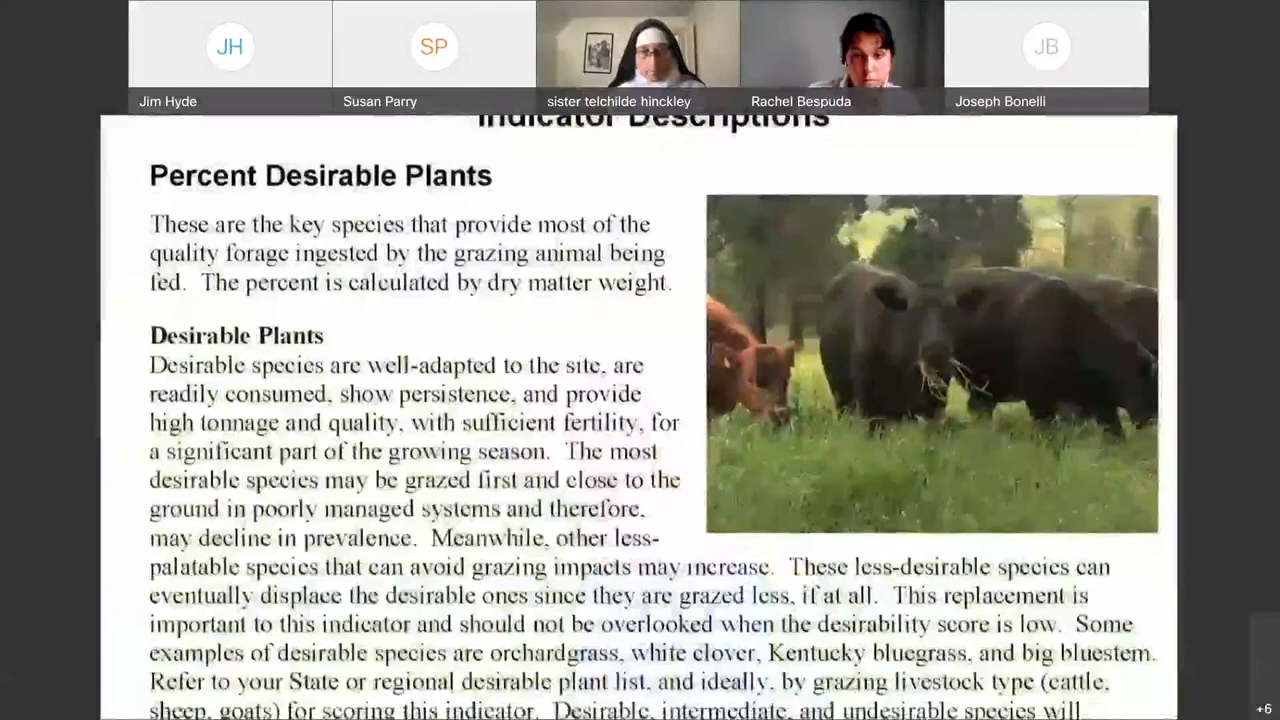 JH
SP
JB
Jim Hyde
Susan Parry
sister telchilde hinckley
Rachel Bespuda
Joseph Bonelli
Indicator Descriptions
Percent Desirable Plants
These are the key species that provide most of the
quality forage ingested by the grazing animal being
fed. The percent is calculated by dry matter weight.
Desirable Plants
Desirable species are well-adapted to the site, are
readily consumed, show persistence, and provide
high tonnage and quality, with sufficient fertility, for
a significant part of the growing season. The most
desirable species may be grazed first and close to the
ground in poorly managed systems and therefore,
may decline in prevalence. Meanwhile, other less-
palatable species that can avoid grazing impacts may increase. These less-desirable species can
eventually displace the desirable ones since they are grazed less, if at all. This replacement is
important to this indicator and should not be overlooked when the desirability score is low. Some
examples of desirable species are orchardgrass, white clover, Kentucky bluegrass, and big bluestem.
Refer to your State or regional desirable plant list, and ideally, by grazing livestock type (cattle,
sheep, goats) for scoring this indicator. Desirable, intermediate, and undesirable species will
+6